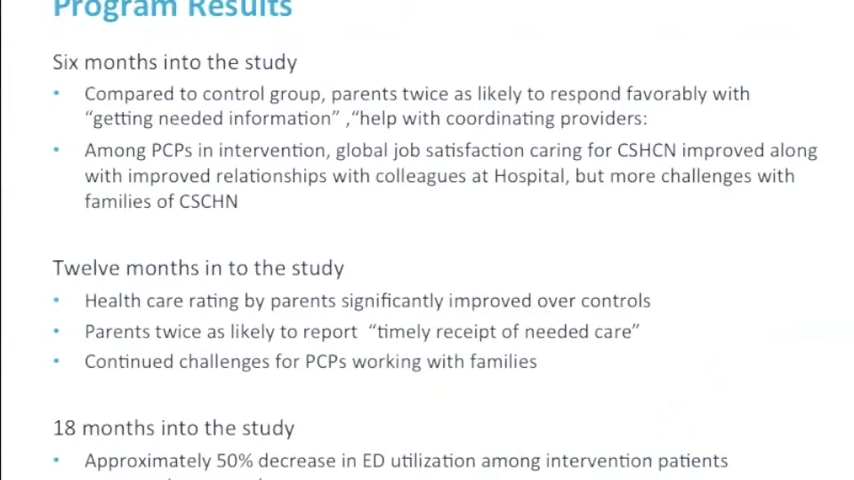 Program Results
Six months into the study
• Compared to control group, parents twice as likely to respond favorably with
“getting needed information” ,“help with coordinating providers:
• Among PCPs in intervention, global job satisfaction caring for CSHCN improved along
with improved relationships with colleagues at Hospital, but more challenges with
families of CSCHN
Twelve months in to the study
• Health care rating by parents significantly improved over controls
• Parents twice as likely to report “timely receipt of needed care”
• Continued challenges for PCPs working with families
18 months into the study
• Approximately 50% decrease in ED utilization among intervention patients